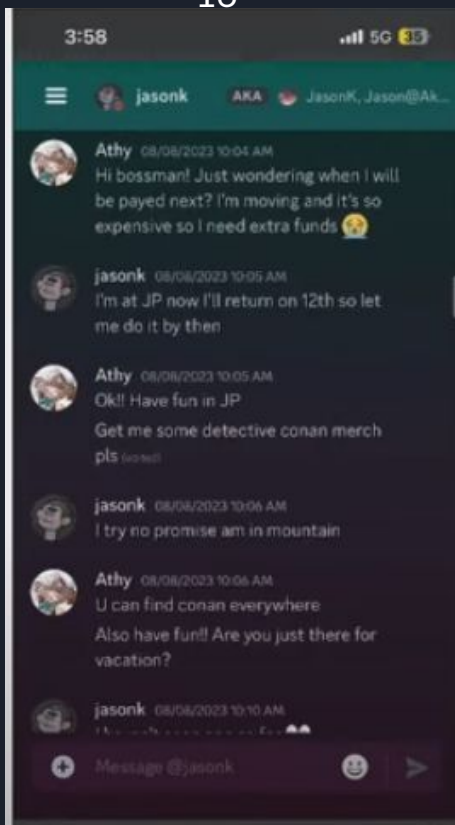 16
3:58
5G 35
jasonk AKA JasonK, Jason@Ak...
Athy 08/08/2023 10:04 AM
Hi bossman! Just wondering when I will
be payed next? I'm moving and it's so
expensive so I need extra funds 😭
jasonk 08/08/2023 10:05 AM
I'm at JP now I'll return on 12th so let
me do it by then
Athy 08/08/2023 10:05 AM
Ok!! Have fun in JP
Get me some detective conan merch
pls (edited)
jasonk 08/08/2023 10:06 AM
I try no promise am in mountain
Athy 08/08/2023 10:06 AM
U can find conan everywhere
Also have fun!! Are you just there for
vacation?
jasonk 08/08/2023 10:10 AM
Message @jasonk